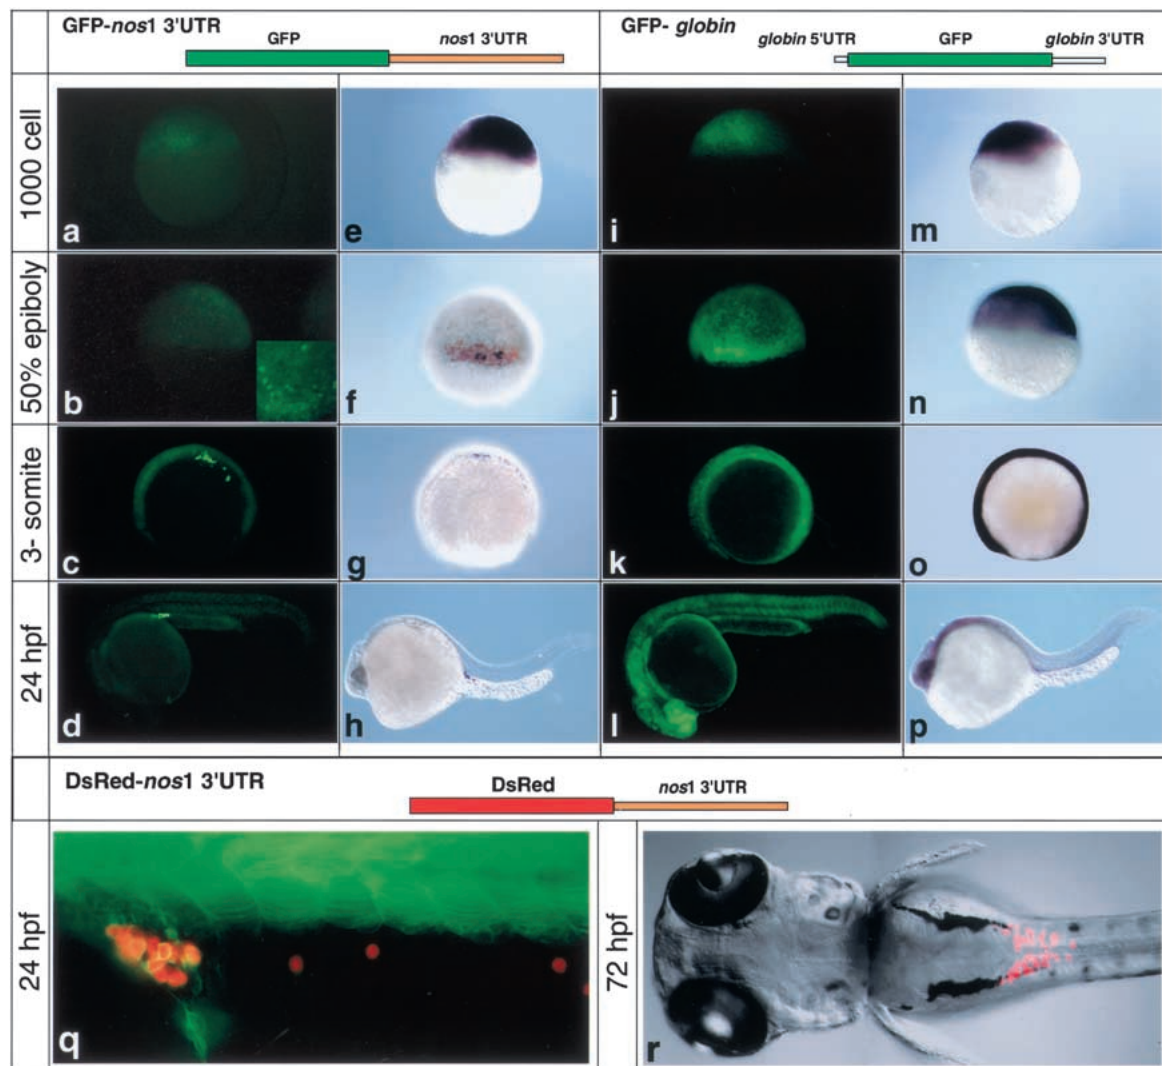 GFP-nos1 3'UTR
GFP
nos1 3'UTR
GFP- globin
globin 5'UTR
GFP
globin 3'UTR
1000 cell
a
e
i
m
50% epiboly
b
f
j
n
3- somite
c
g
k
o
24 hpf
d
h
l
p
DsRed-nos1 3'UTR
DsRed
nos1 3'UTR
24 hpf
q
72 hpf
r